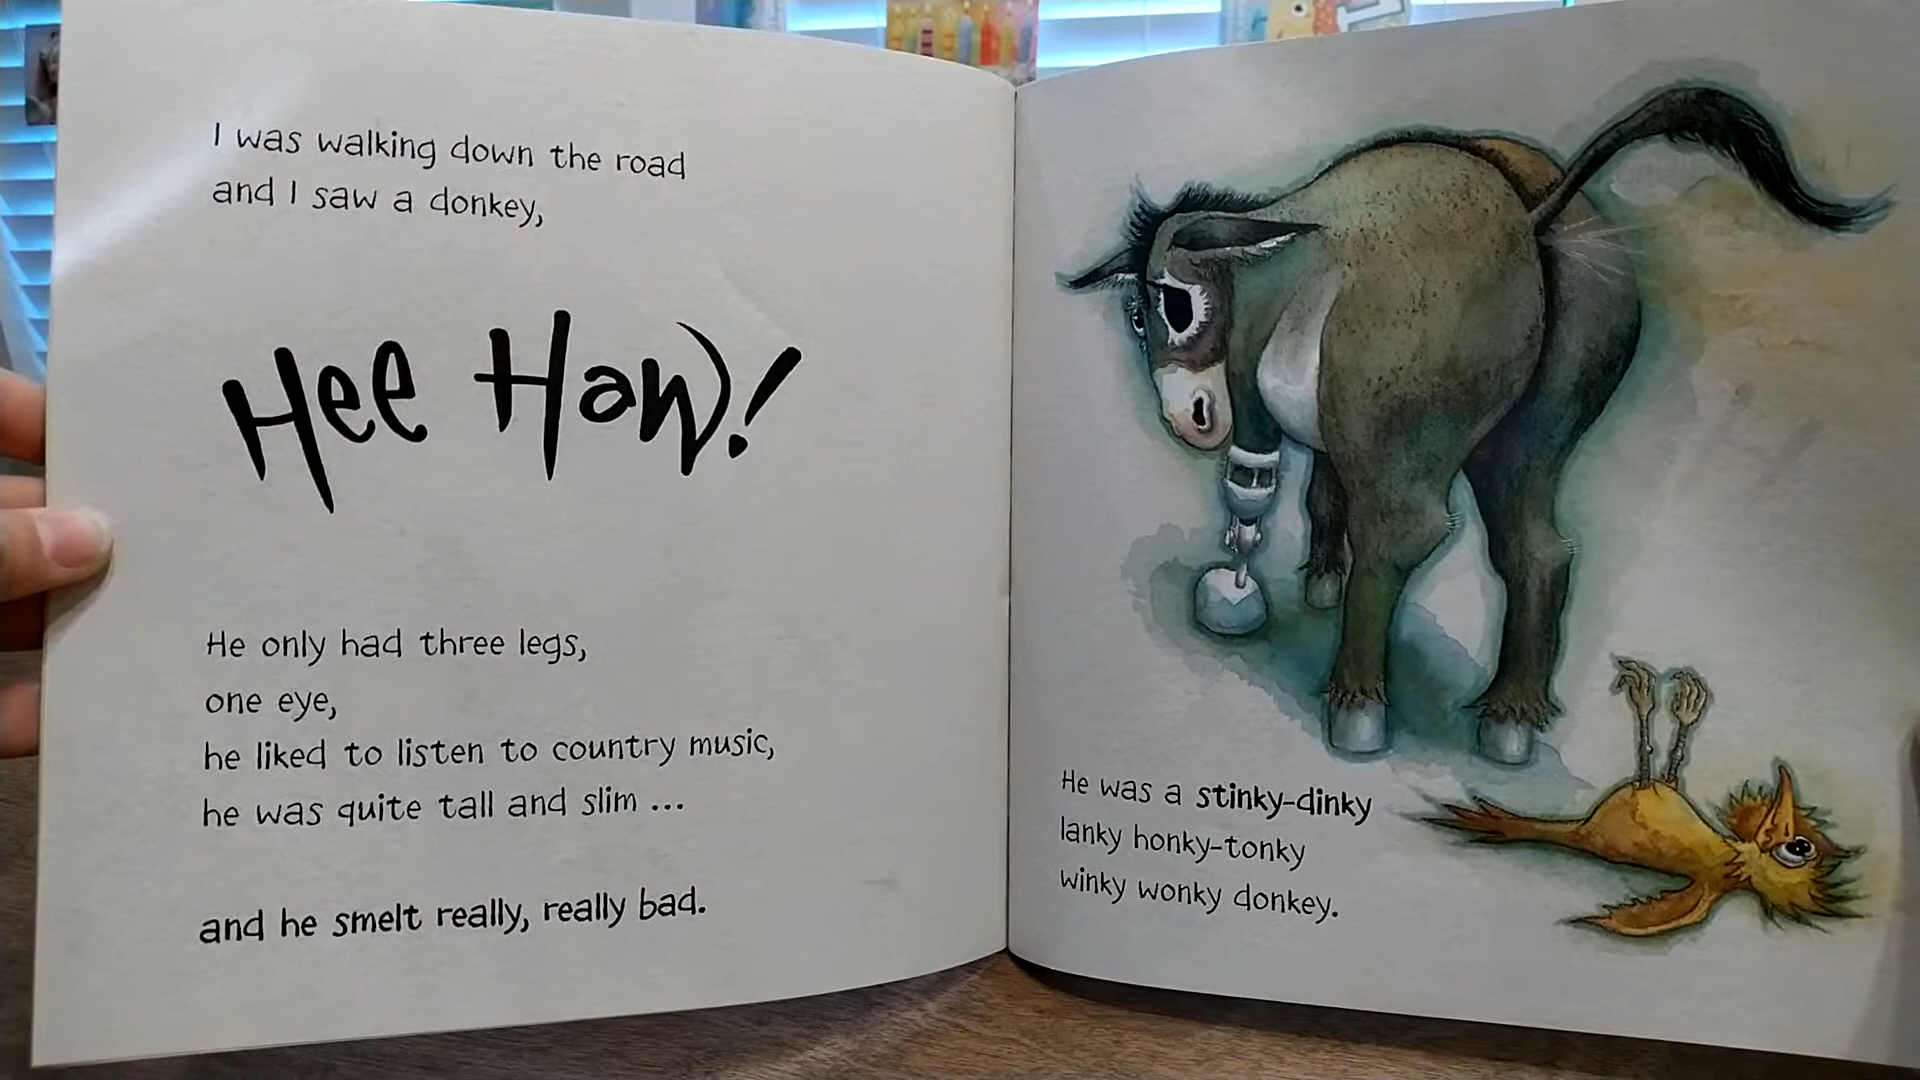 I was walking down the road
and I saw a donkey,
Hee Haw!
He only had three legs,
one eye,
he liked to listen to country music,
he was quite tall and slim ...
and he smelt really, really bad.
He was a stinky-dinky
lanky honky-tonky
winky wonky donkey.